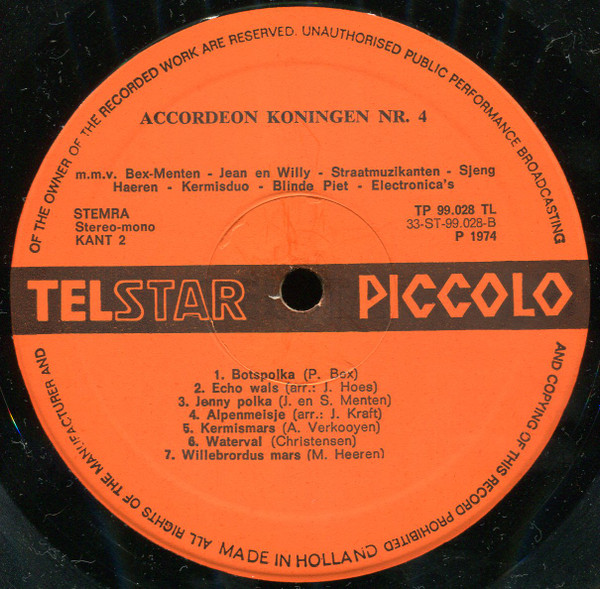 OF THE OWNER OF THE RECORDED WORK ARE RESERVED. UNAUTHORISED PUBLIC PERFORMANCE BROADCASTING
ACCORDEON KONINGEN NR. 4
m.m.v. Bex-Menten - Jean en Willy - Straatmuzikanten - Sjeng
Haeren - Kermisduo - Blinde Piet - Electronica's
STEMRA
Stereo-mono
KANT 2
TP 99.028 TL
33-ST-99.028-B
P 1974
TELSTAR PICCOLO
1. Botspolka (P. Bex)
2. Echo wals (arr.: J. Hoes)
3. Jenny polka (J. en S. Menten)
4. Alpenmeisje (arr.: J. Kraft)
5. Kermismars (A. Verkooyen)
6. Waterval (Christensen)
7. Willebrordus mars (M. Heeren)
AND COPYING OF THIS RECORD PROHIBITED
MADE IN HOLLAND
ALL RIGHTS OF THE MANUFACTURER AND